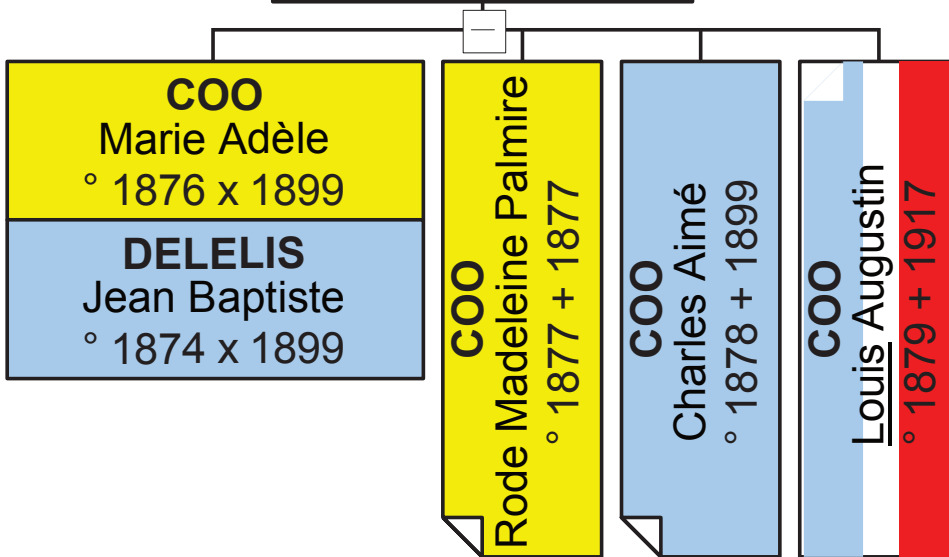 COO
Marie Adèle
° 1876 x 1899
DELELIS
Jean Baptiste
° 1874 x 1899
COO
Rode Madeleine Palmire
° 1877 + 1877
COO
Charles Aimé
° 1878 + 1899
COO
Louis Augustin
° 1879 + 1917